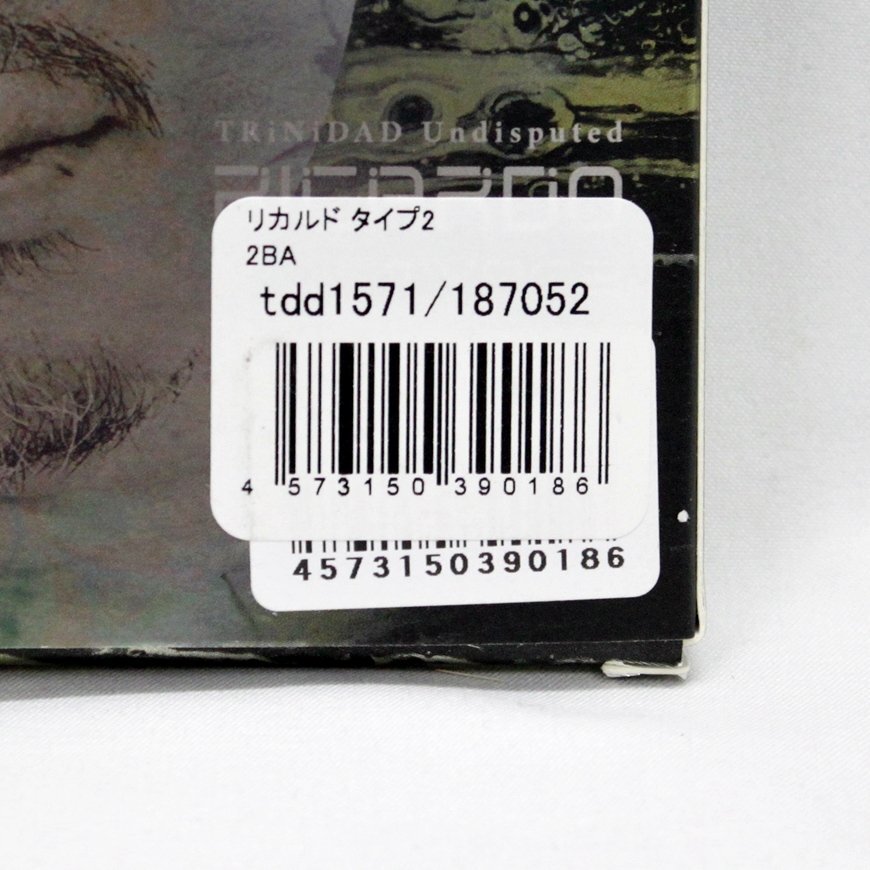 TRiNiDAD Undisputed
リカルド タイプ2
2BA
tdd1571/187052
4 573150 390186
4573150390186